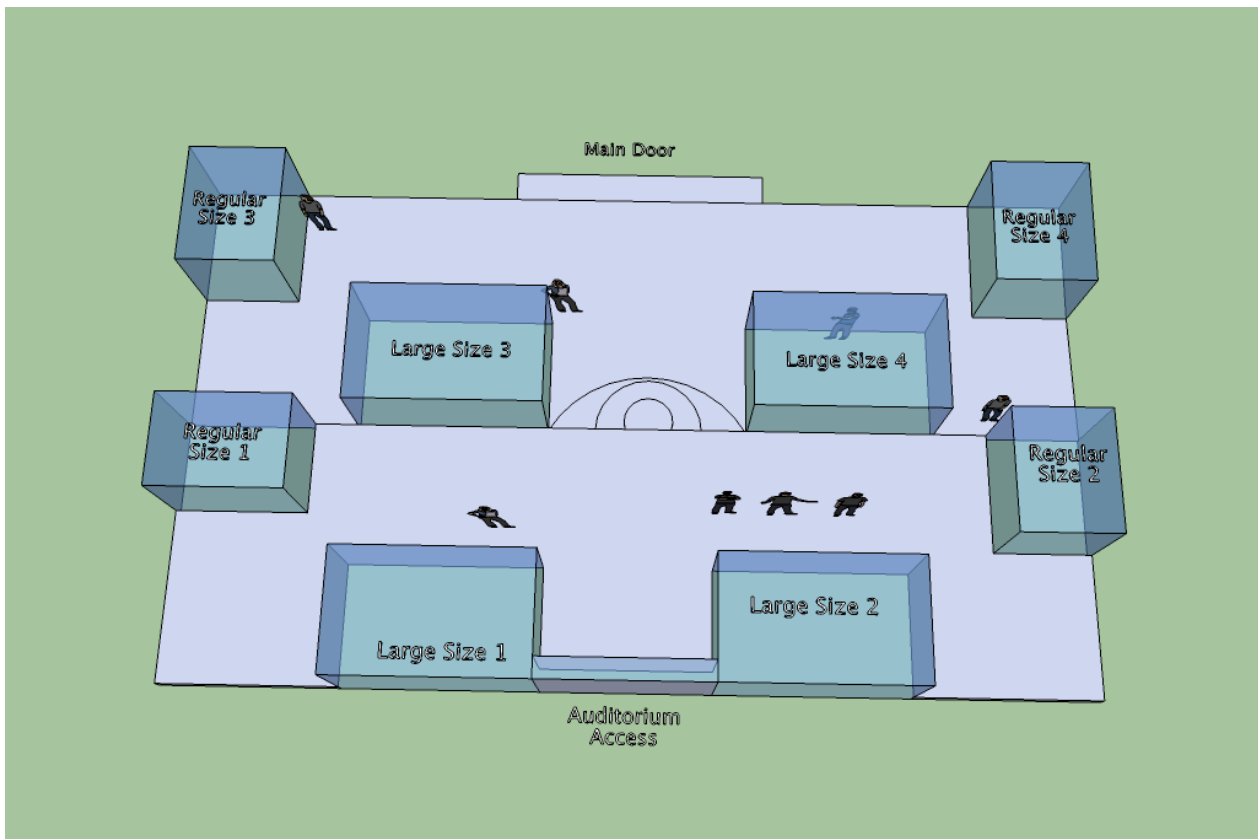 Main Door
Regular
Size 3
Regular
Size 4
Large Size 3
Large Size 4
Regular
Size 1
Regular
Size 2
Large Size 1
Large Size 2
Auditorium
Access